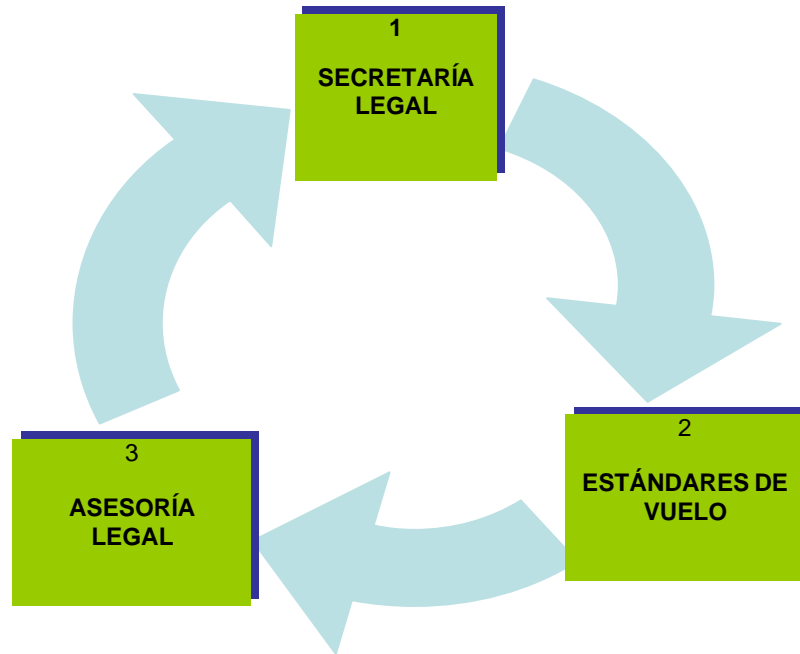 1
SECRETARÍA
LEGAL
2
ESTÁNDARES DE
VUELO
3
ASESORÍA
LEGAL